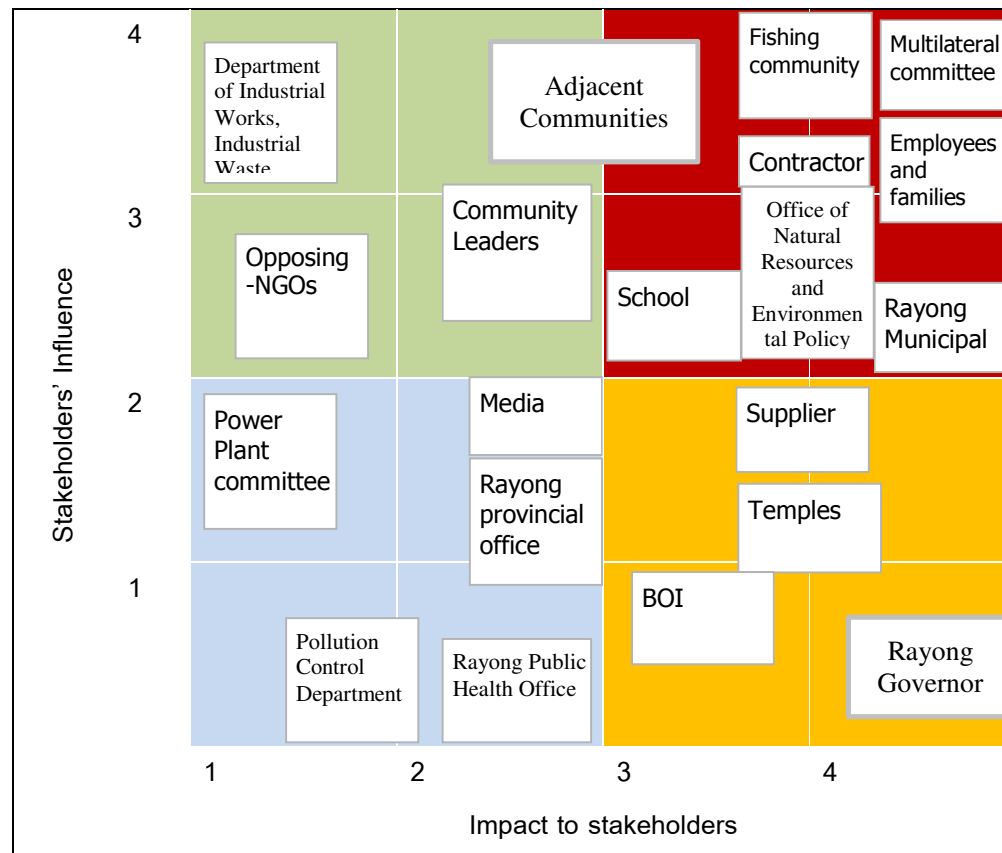 4
Department
of Industrial
Works,
Industrial
Waste
Adjacent
Communities
Fishing
community
Multilateral
committee
Contractor
Employees
and
families
3
Opposing
-NGOs
Community
Leaders
School
Office of
Natural
Resources
and
Environmen
tal Policy
Rayong
Municipal
Stakeholders' Influence
2
Power
Plant
committee
Media
Rayong
provincial
office
Supplier
Temples
1
Pollution
Control
Department
Rayong Public
Health Office
BOI
Rayong
Governor
1
2
3
4
Impact to stakeholders